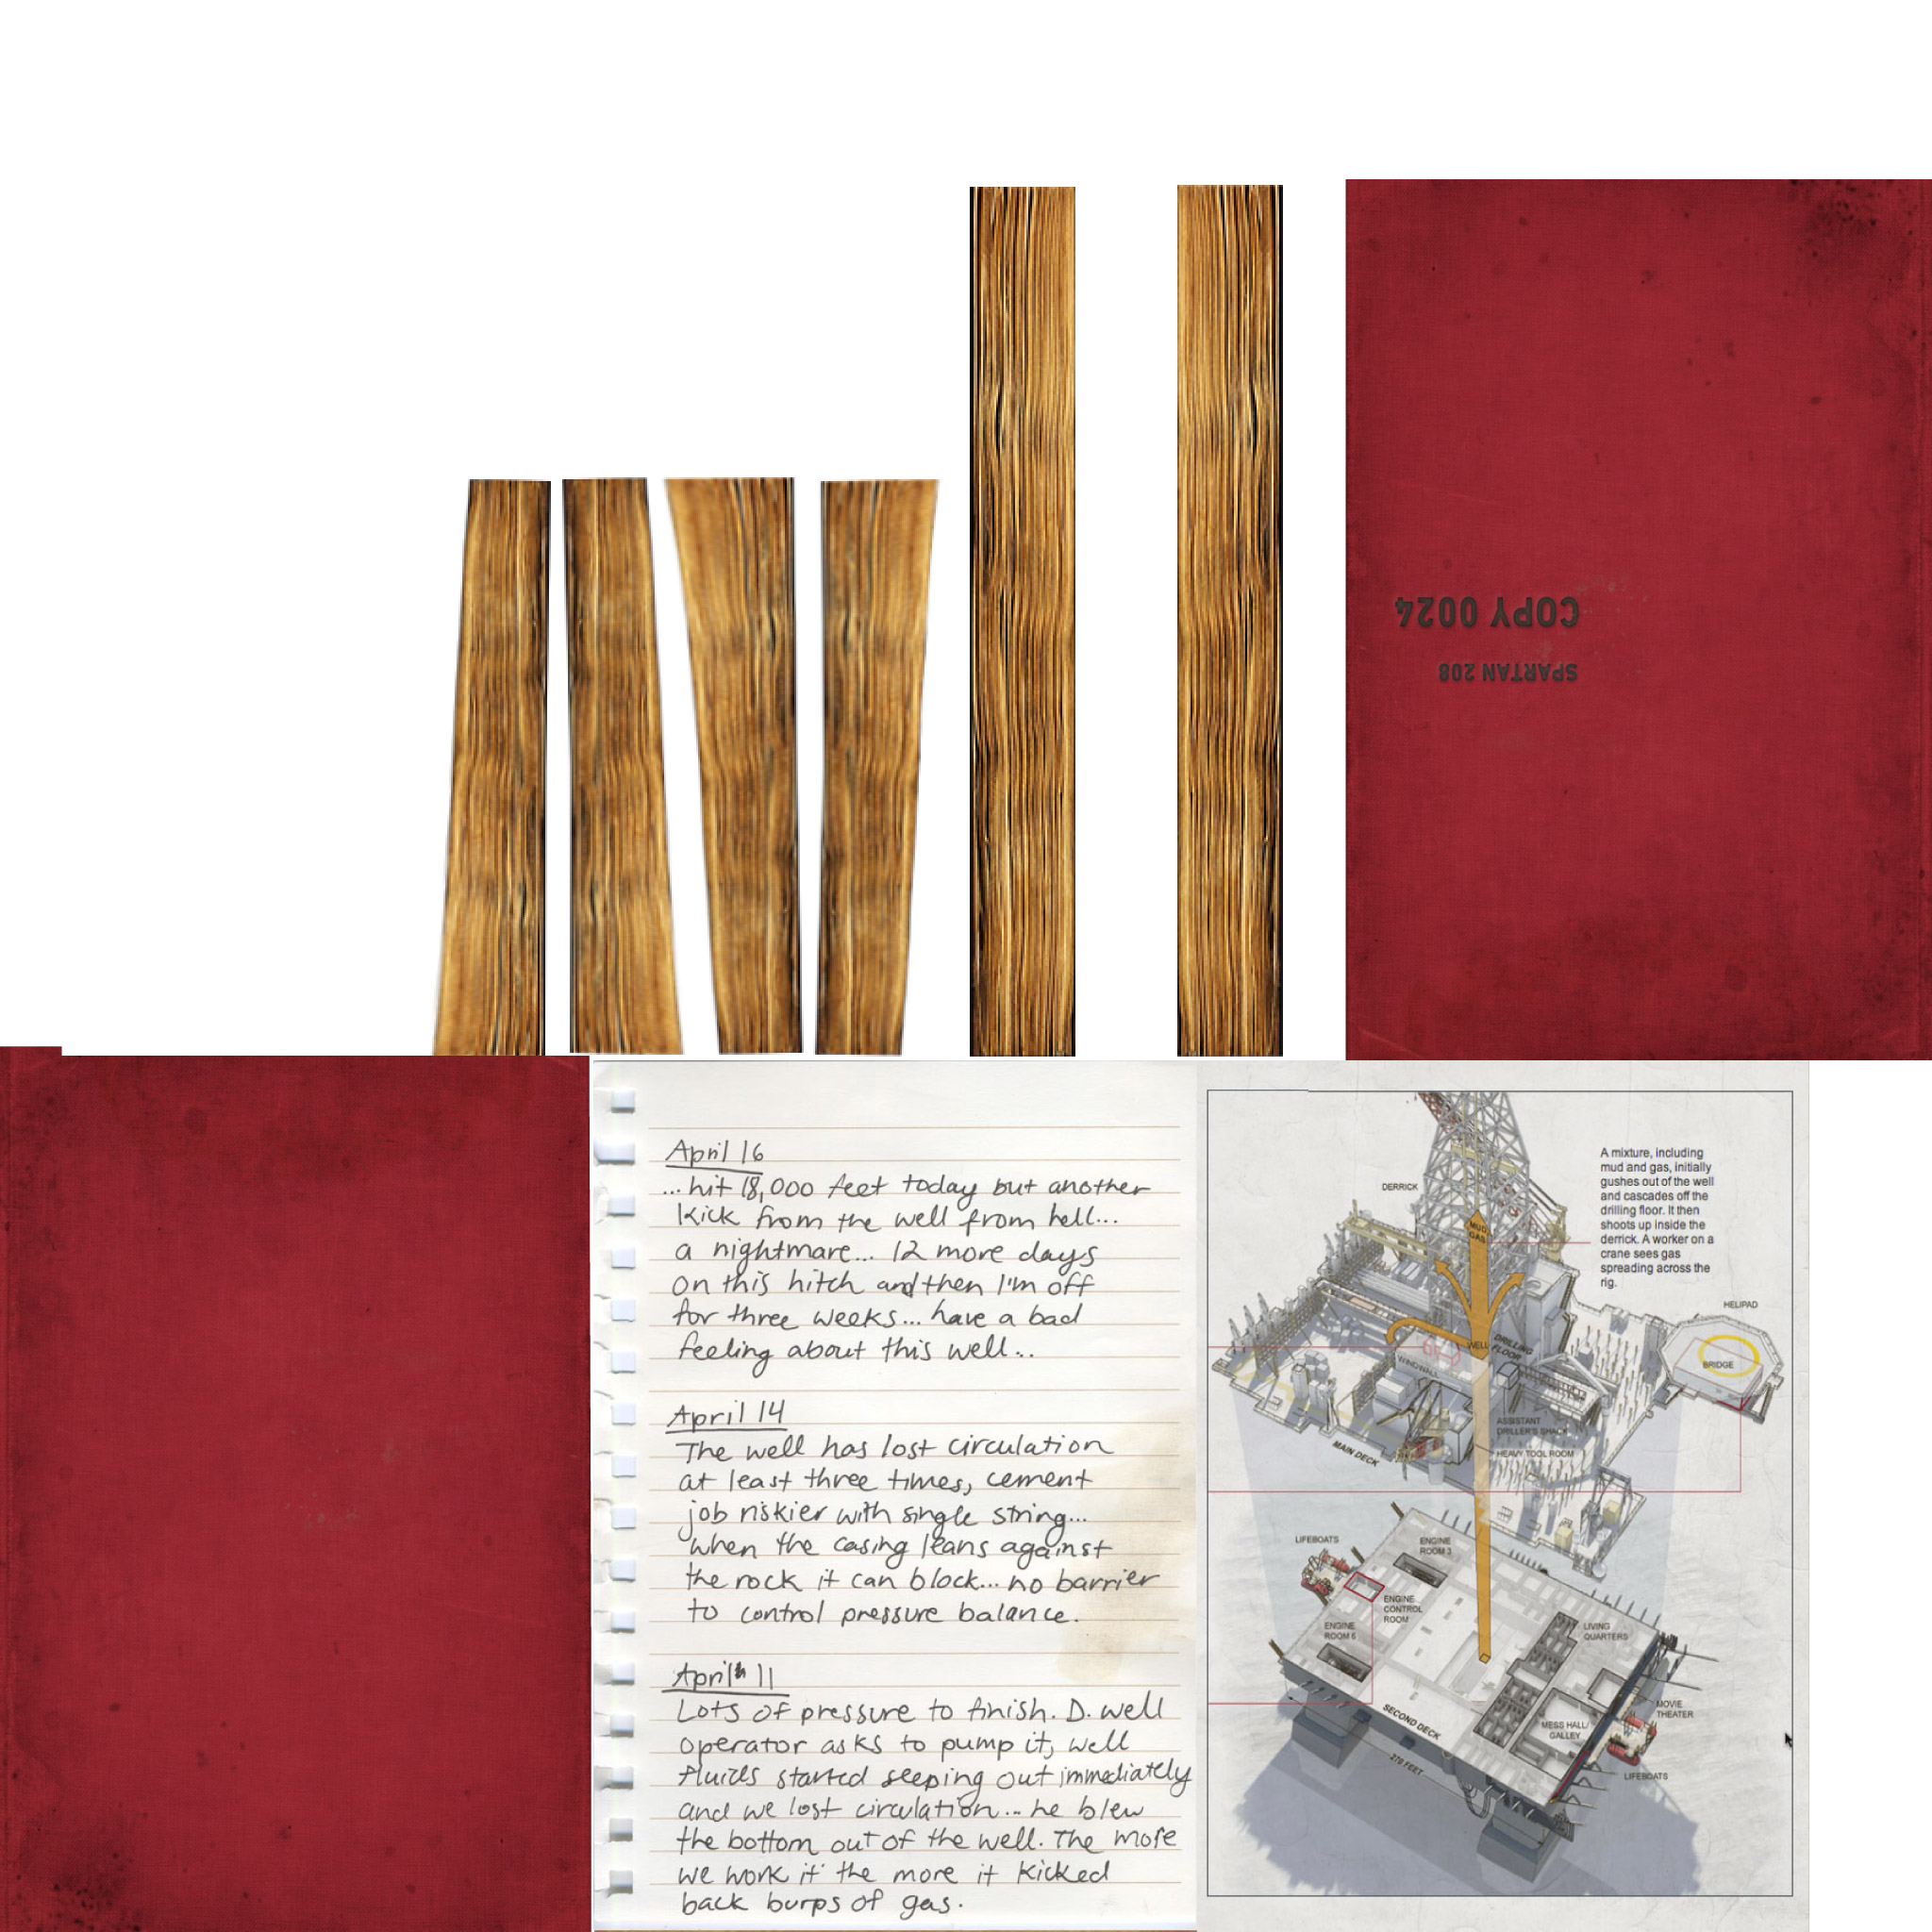 COPY 0024
SPARTAN 208
April 16
...hit 18,000 feet today but another
kick from the well from hell...
a nightmare... 12 more days
on this hitch and then I'm off
for three weeks... have a bad
feeling about this well...
April 14
The well has lost circulation
at least three times, cement
job riskier with single string...
when the casing leans against
the rock it can block... no barrier
to control pressure balance.
April 11
Lots of pressure to finish. D. well
operator asks to pump it, well
fluids started seeping out immediately
and we lost circulation... he blew
the bottom out of the well. The more
we work it the more it kicked
back burps of gas.
A mixture, including
mud and gas, initially
gushes out of the well
and cascades off the
drilling floor. It then
shoots up inside the
derrick. A worker on a
crane sees gas
spreading across the
rig.
DERRICK
MUD
GAS
HELIPAD
WELL
DRILLING
FLOOR
WINDWALL
BRIDGE
ASSISTANT
DRILLER'S SHACK
HEAVY TOOL ROOM
MAIN DECK
LIFEBOATS
ENGINE
ROOM 3
ENGINE
CONTROL
ROOM
ENGINE
ROOM 6
LIVING
QUARTERS
MOVIE
THEATER
MESS HALL/
GALLEY
SECOND DECK
270 FEET
LIFEBOATS